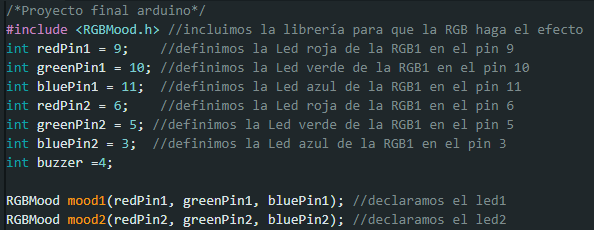 /*Proyecto final arduino*/
#include <RGBMood.h> //incluimos la librería para que la RGB haga el efecto
int redPin1 = 9;    //definimos la Led roja de la RGB1 en el pin 9
int greenPin1 = 10; //definimos la Led verde de la RGB1 en el pin 10
int bluePin1 = 11;  //definimos la Led azul de la RGB1 en el pin 11
int redPin2 = 6;    //definimos la Led roja de la RGB1 en el pin 6
int greenPin2 = 5; //definimos la Led verde de la RGB1 en el pin 5
int bluePin2 = 3;  //definimos la Led azul de la RGB1 en el pin 3
int buzzer =4;
RGBMood mood1(redPin1, greenPin1, bluePin1); //declaramos el led1
RGBMood mood2(redPin2, greenPin2, bluePin2); //declaramos el led2